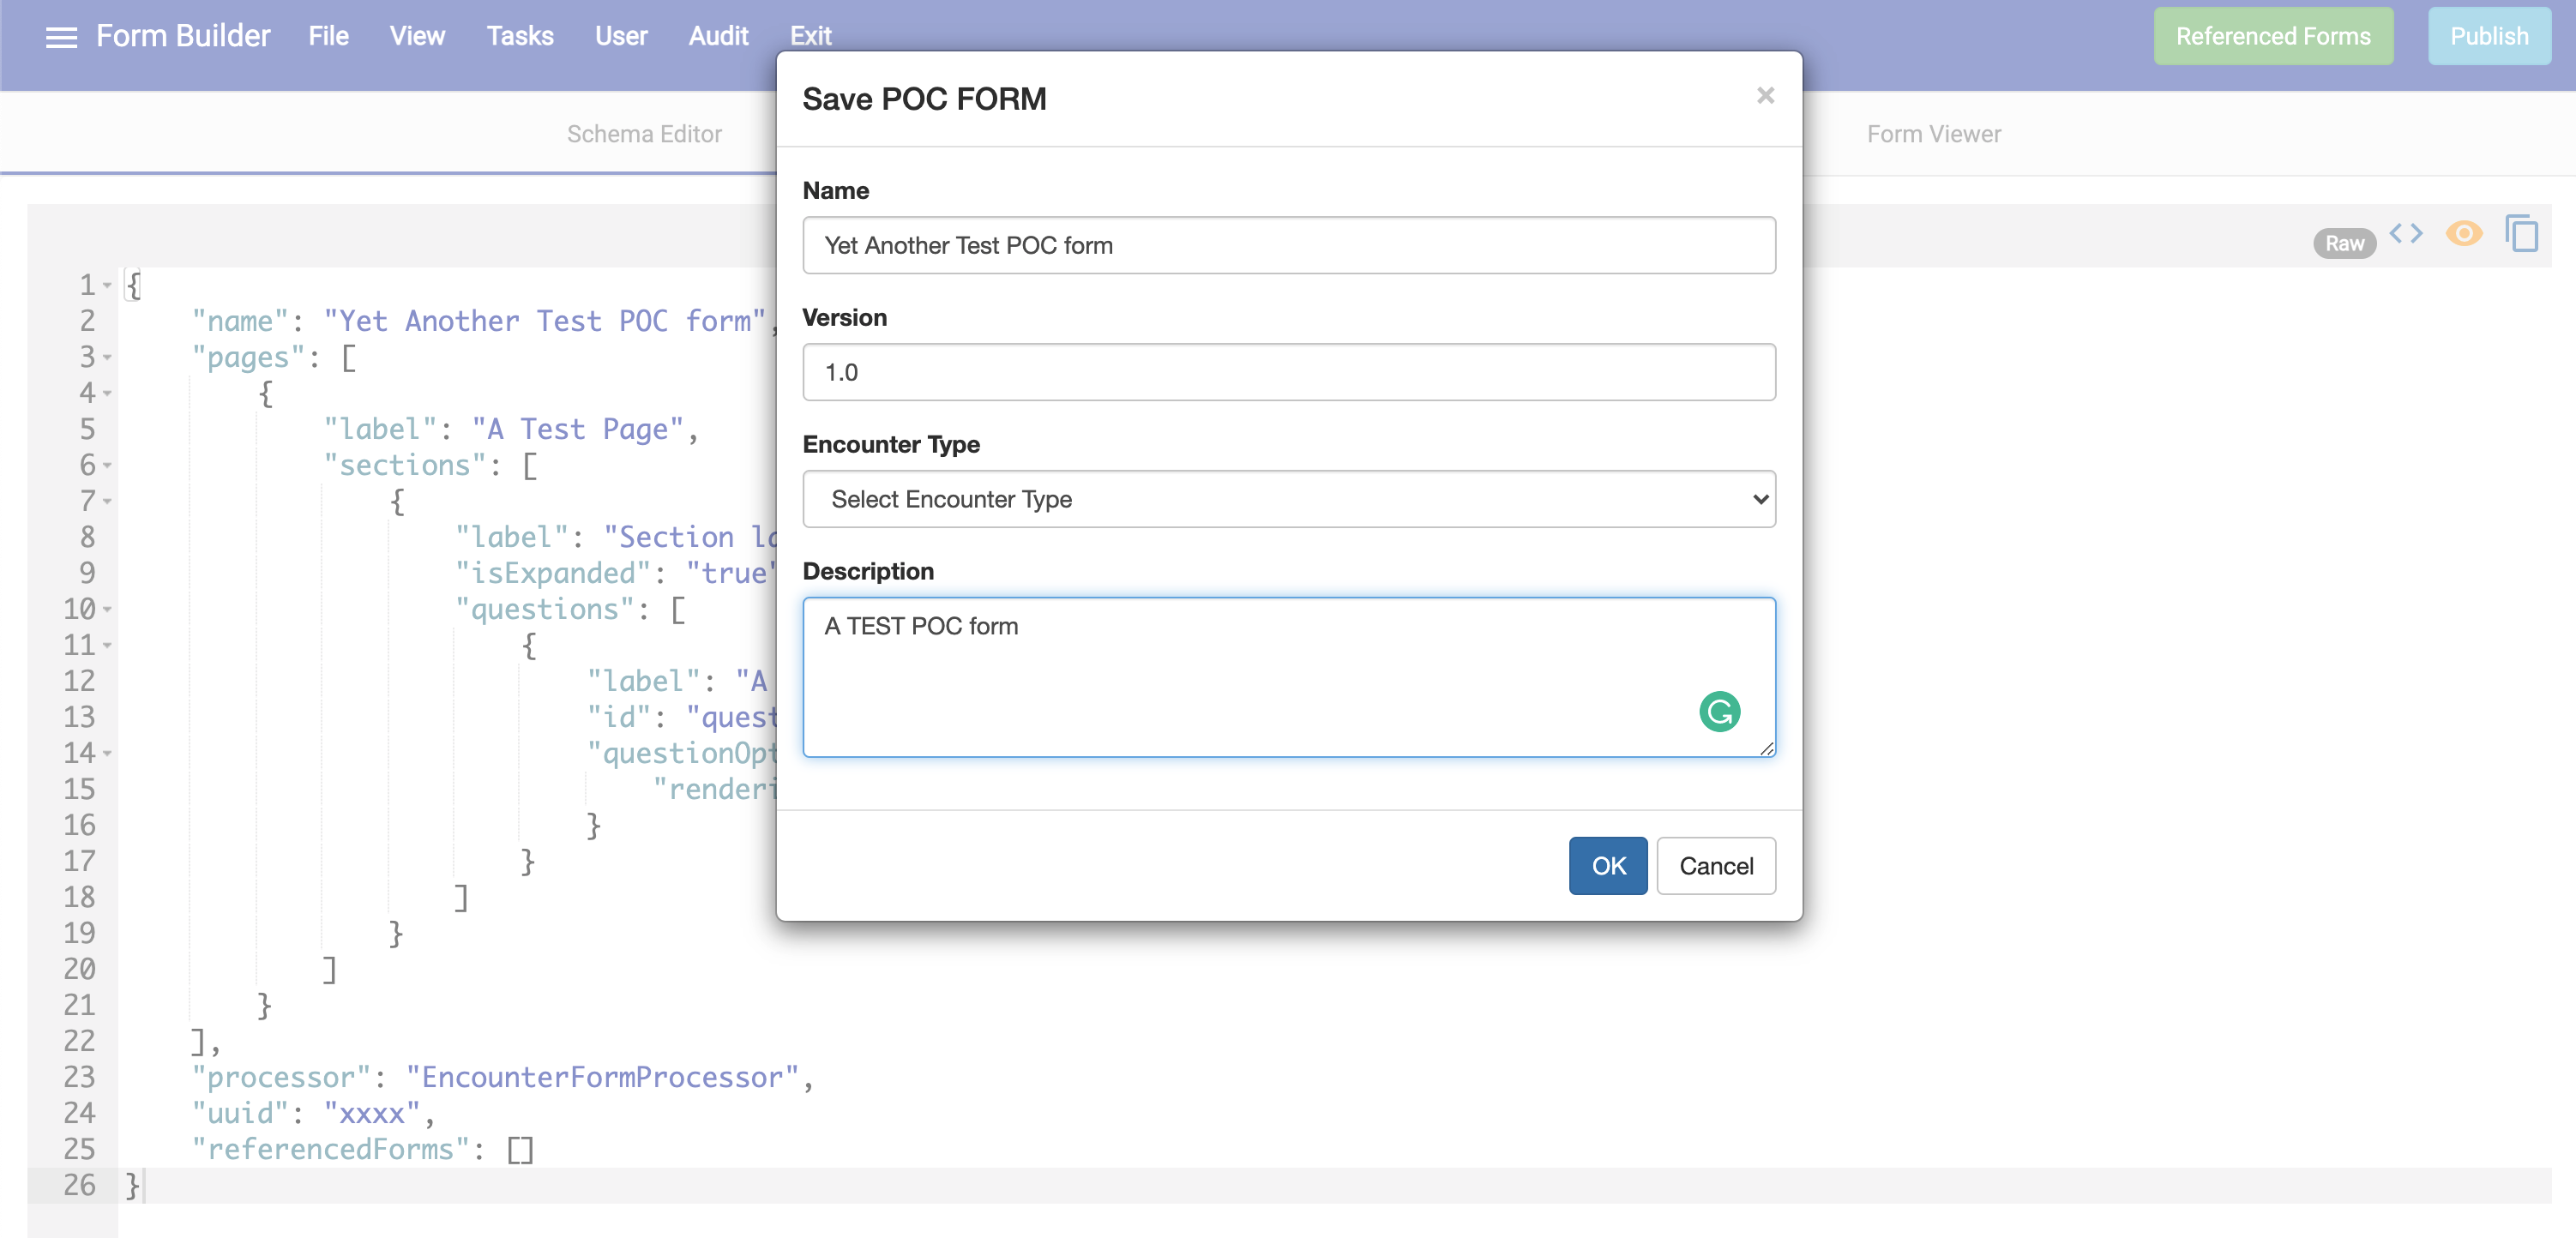 Form Builder File View Tasks User Audit Exit Referenced Forms Publish
Schema Editor Form Viewer
Raw
1 {
2 "name": "Yet Another Test POC form",
3 "pages": [
4 {
5 "label": "A Test Page",
6 "sections": [
7 {
8 "label": "Section
9 "isExpanded": "true"
10 "questions": [
11 {
12 "label": "A
13 "id":
14
15
16 }
17 }
18 ]
19 }
20 ]
21 }
22 ],
23 "processor": "EncounterFormProcessor",
24 "uuid": "xxxx",
25 "referencedForms": []
26 }
Save POC FORM ×
Name
Yet Another Test POC form
Version
1.0
Encounter Type
Select Encounter Type
Description
A TEST POC form
OK Cancel